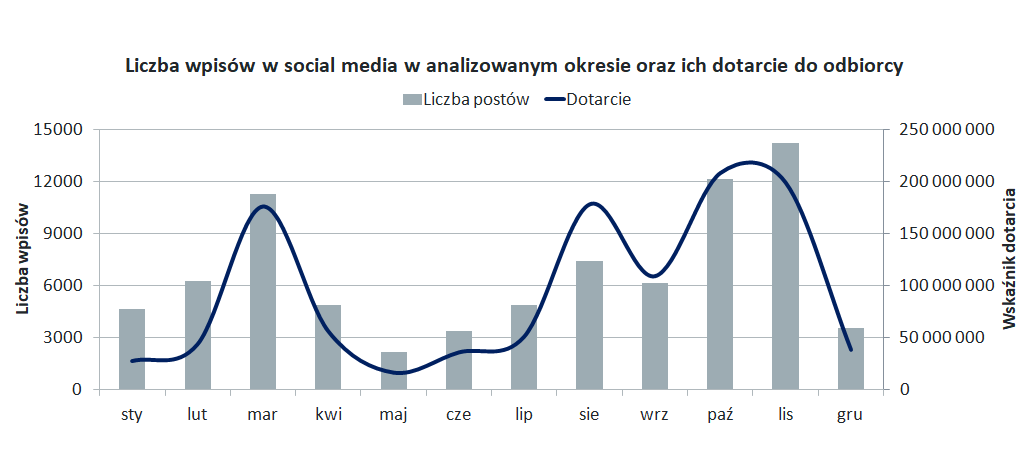 Liczba wpisów w social media w analizowanym okresie oraz ich dotarcie do odbiorcy
Liczba postów Dotarcie
15000 250 000 000
12000 200 000 000
9000 150 000 000
6000 100 000 000
3000 50 000 000
0 0
Liczba wpisów
Wskaźnik dotarcia
sty lut mar kwi maj cze lip sie wrz paź lis gru